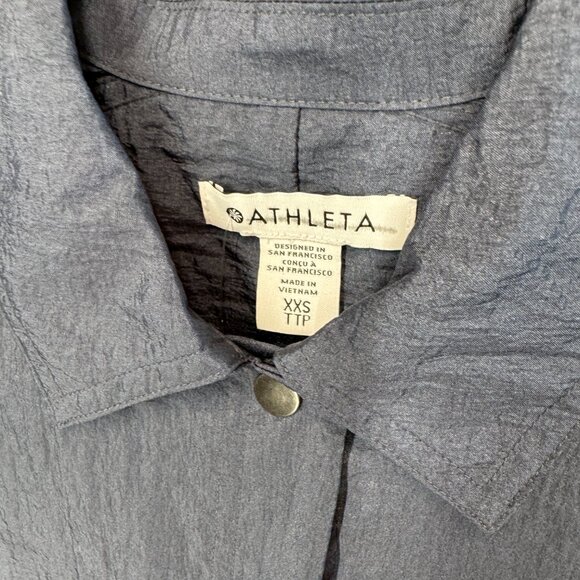 ATHLETA
DESIGNED IN
SAN FRANCISCO
CONÇU À
SAN FRANCISCO
MADE IN
VIETNAM
XXS
TTP